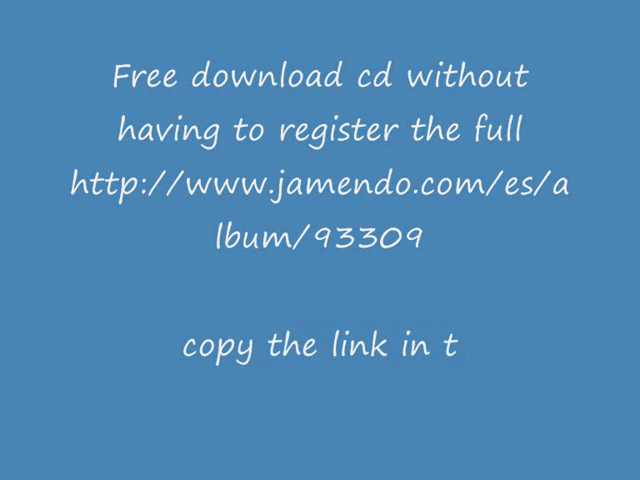 Free download cd without
having to register the full
http://www.jamendo.com/es/a
lbum/93309
copy the link in t